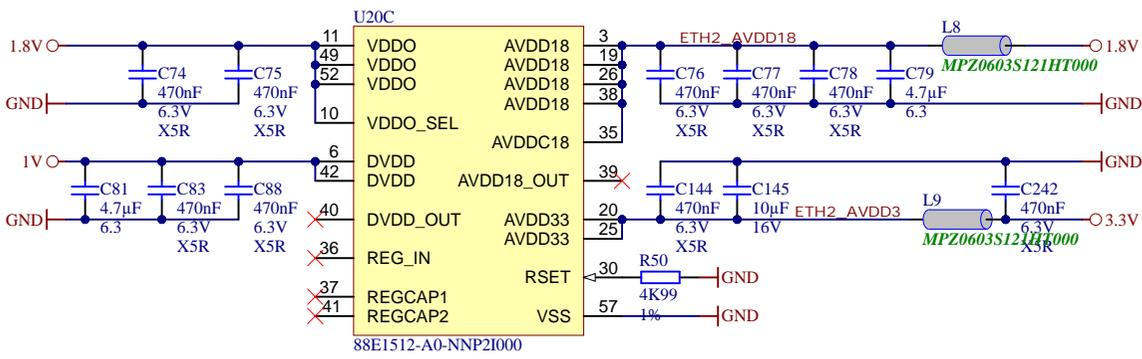 U20C
1.8V
11 VDDO
49 VDDO
52 VDDO
10 VDDO_SEL
6 DVDD
42 DVDD
40 DVDD_OUT
36 REG_IN
37 REGCAP1
41 REGCAP2
AVDD18 3
AVDD18 19
AVDD18 26
AVDD18 38
AVDDC18 35
AVDD18_OUT 39
AVDD33 20
AVDD33 25
RSET 30
VSS 57
88E1512-A0-NNP2I000
GND
C74
470nF
6.3V
X5R
C75
470nF
6.3V
X5R
1V
GND
C81
4.7µF
6.3
C83
470nF
6.3V
X5R
C88
470nF
6.3V
X5R
ETH2_AVDD18
L8
MPZ0603S121HT000
1.8V
C76
470nF
6.3V
X5R
C77
470nF
6.3V
X5R
C78
470nF
6.3V
X5R
C79
4.7µF
6.3
GND
GND
C144
470nF
6.3V
X5R
C145
10µF
16V
ETH2_AVDD3
L9
MPZ0603S121HT000
C242
470nF
6.3V
X5R
3.3V
R50
4K99
1%
GND
GND